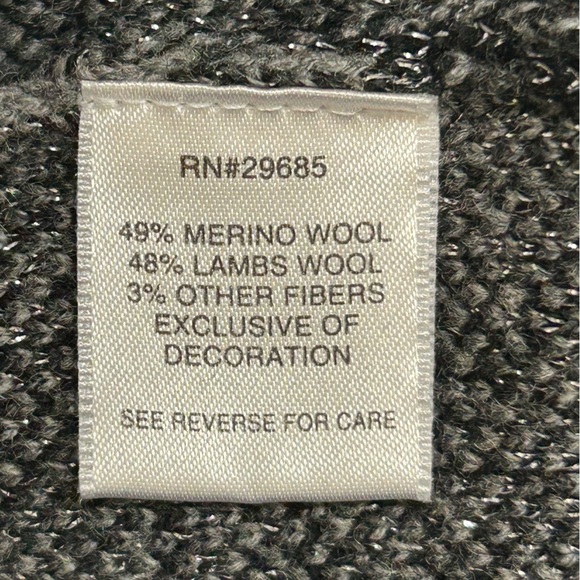 RN#29685
49% MERINO WOOL
48% LAMBS WOOL
3% OTHER FIBERS
EXCLUSIVE OF
DECORATION
SEE REVERSE FOR CARE